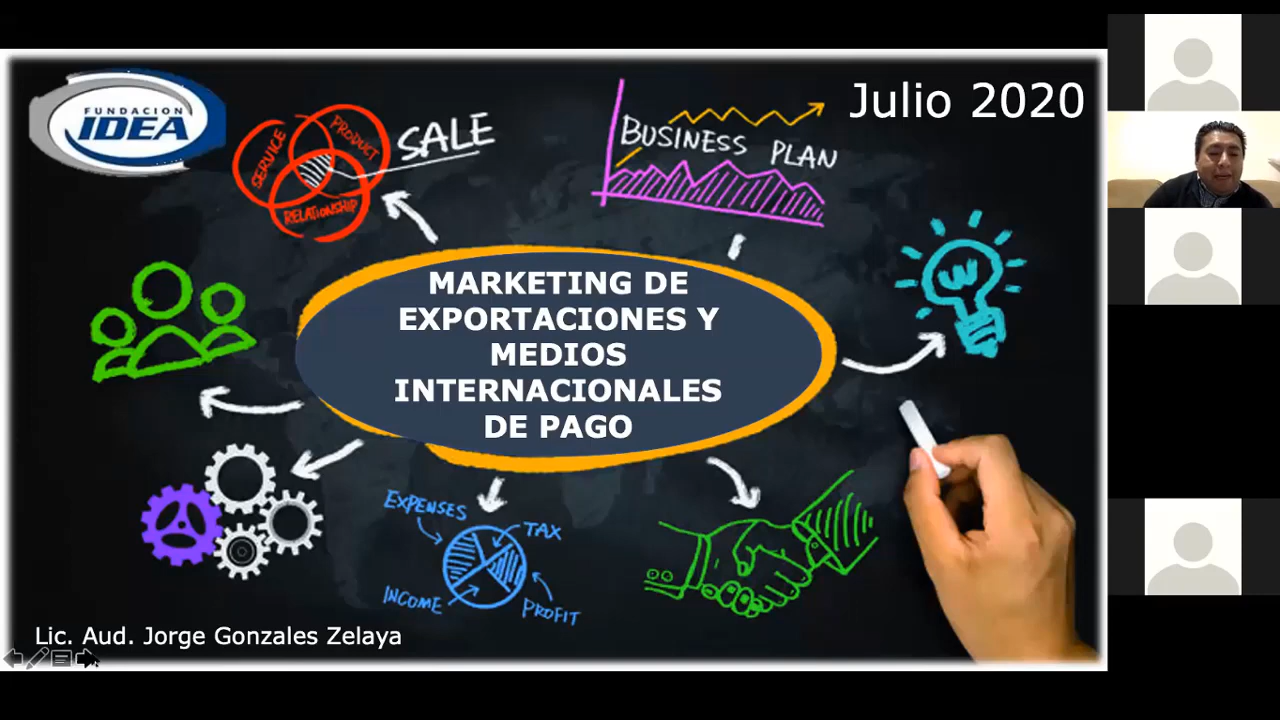 FUNDACION
IDEA
Julio 2020
SERVICE
PRODUCT
RELATIONSHIP
SALE
BUSINESS PLAN
MARKETING DE
EXPORTACIONES Y
MEDIOS
INTERNACIONALES
DE PAGO
EXPENSES
TAX
INCOME
PROFIT
Lic. Aud. Jorge Gonzales Zelaya